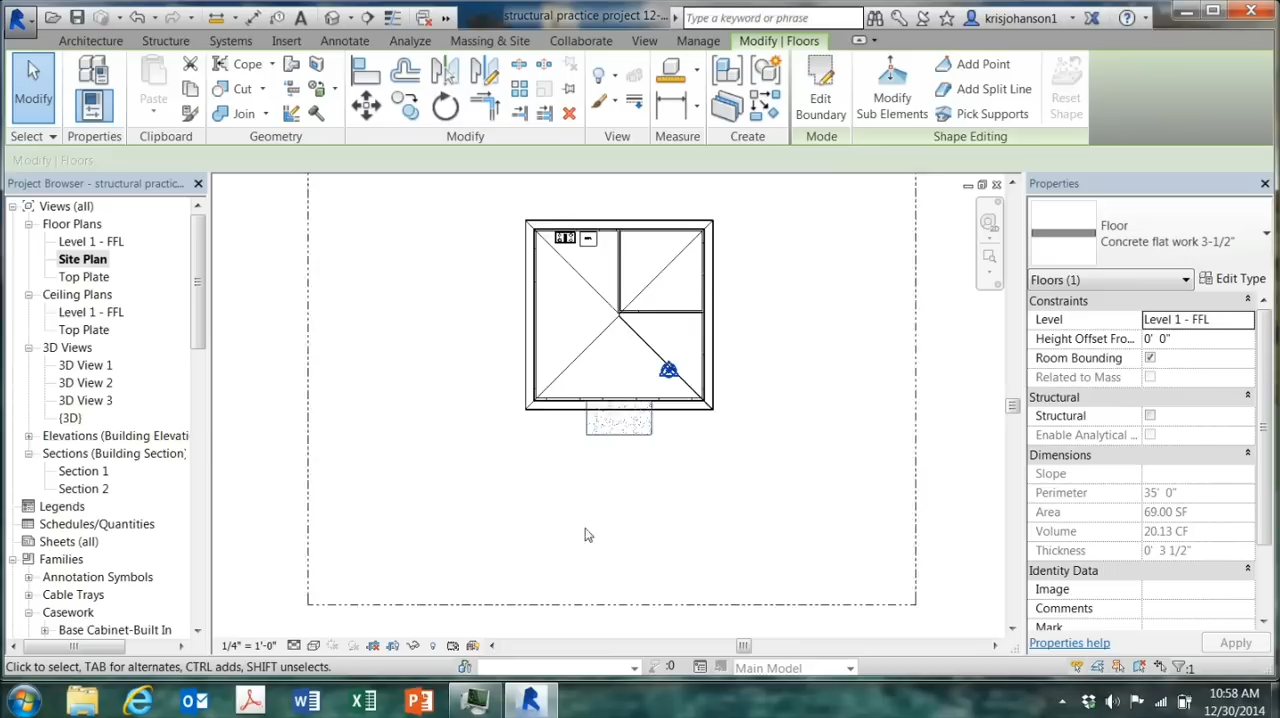 structural practice project 12-...
Type a keyword or phrase
krisjohanson1
Architecture Structure Systems Insert Annotate Analyze Massing & Site Collaborate View Manage Modify | Floors
Modify
Paste
Cope
Cut
Join
Edit Boundary
Modify Sub Elements
Add Point
Add Split Line
Pick Supports
Reset Shape
Select Properties Clipboard Geometry Modify View Measure Create Mode Shape Editing
Modify | Floors
Project Browser - structural practic...
Views (all)
Floor Plans
Level 1 - FFL
Site Plan
Top Plate
Ceiling Plans
Level 1 - FFL
Top Plate
3D Views
3D View 1
3D View 2
3D View 3
{3D}
Elevations (Building Elevati
Sections (Building Section)
Section 1
Section 2
Legends
Schedules/Quantities
Sheets (all)
Families
Annotation Symbols
Cable Trays
Casework
Base Cabinet-Built In
Properties
Floor
Concrete flat work 3-1/2"
Floors (1) Edit Type
Constraints
Level Level 1 - FFL
Height Offset Fro... 0' 0"
Room Bounding
Related to Mass
Structural
Structural
Enable Analytical ...
Dimensions
Slope
Perimeter 35' 0"
Area 69.00 SF
Volume 20.13 CF
Thickness 0' 3 1/2"
Identity Data
Image
Comments
Mark
Properties help Apply
1/4" = 1'-0"
Click to select, TAB for alternates, CTRL adds, SHIFT unselects.
:0
Main Model
:1
10:58 AM
12/30/2014